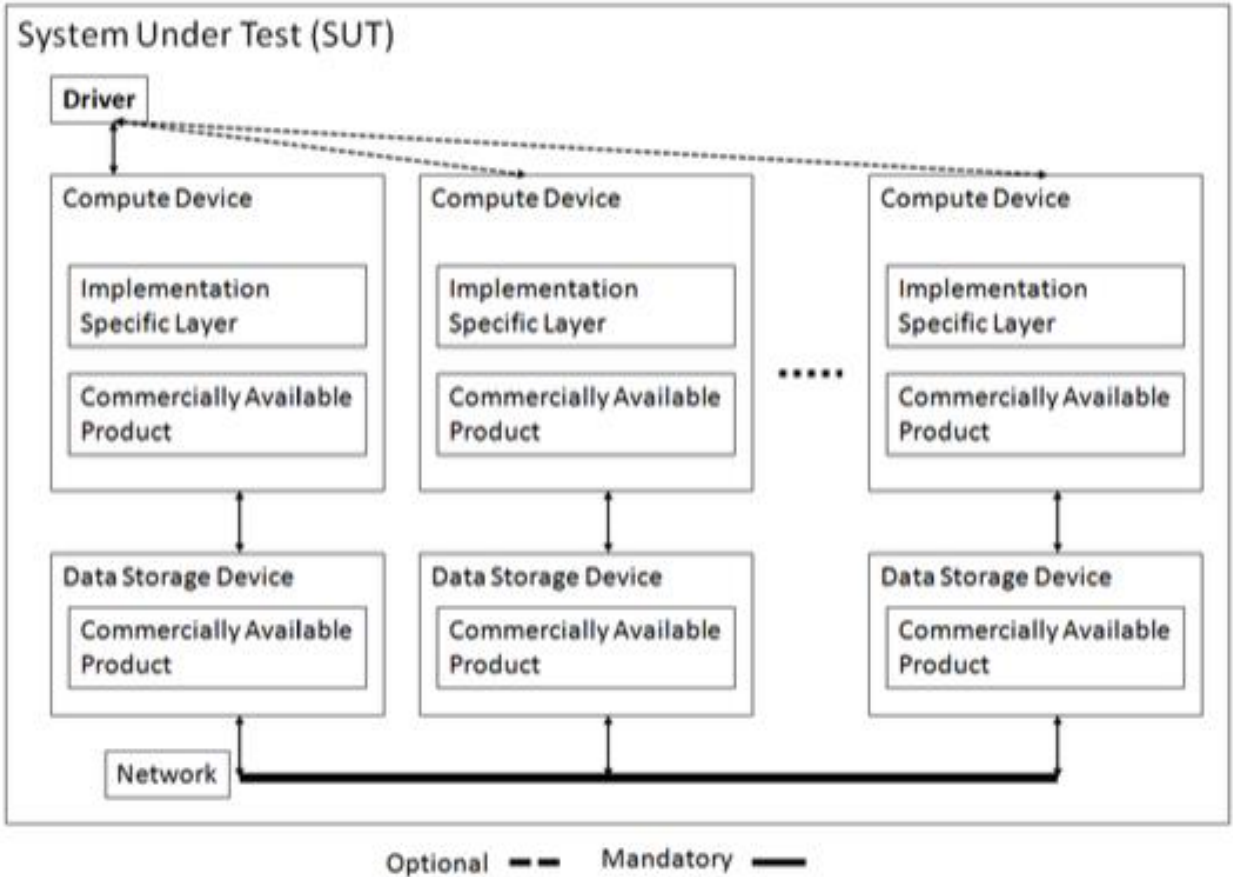 System Under Test (SUT)
Driver
Compute Device
Compute Device
Compute Device
Implementation
Specific Layer
Implementation
Specific Layer
Implementation
Specific Layer
Commercially Available
Product
Commercially Available
Product
Commercially Available
Product
Data Storage Device
Data Storage Device
Data Storage Device
Commercially Available
Product
Commercially Available
Product
Commercially Available
Product
Network
Optional
Mandatory